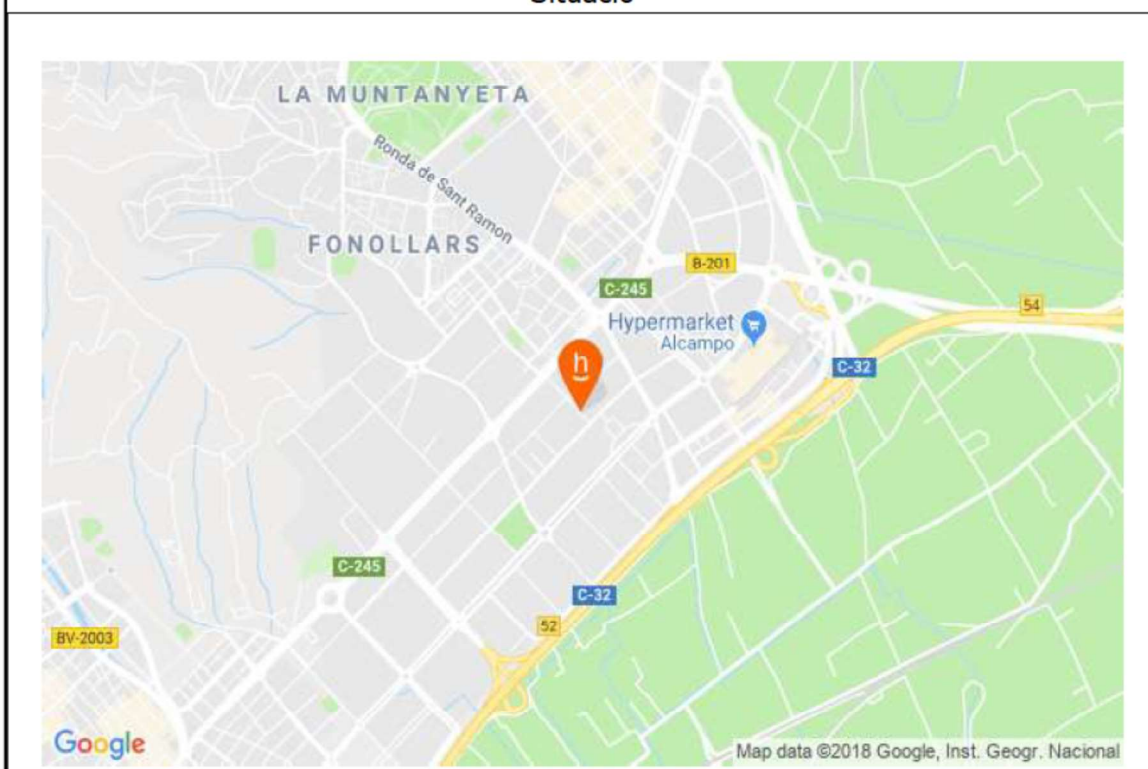 Situació
LA MUNTANYETA
Ronda de Sant Ramon
FONOLLARS
B-201
C-245
54
Hypermarket
Alcampo
h
C-32
C-245
C-32
52
BV-2003
Google
Map data ©2018 Google, Inst. Geogr. Nacional